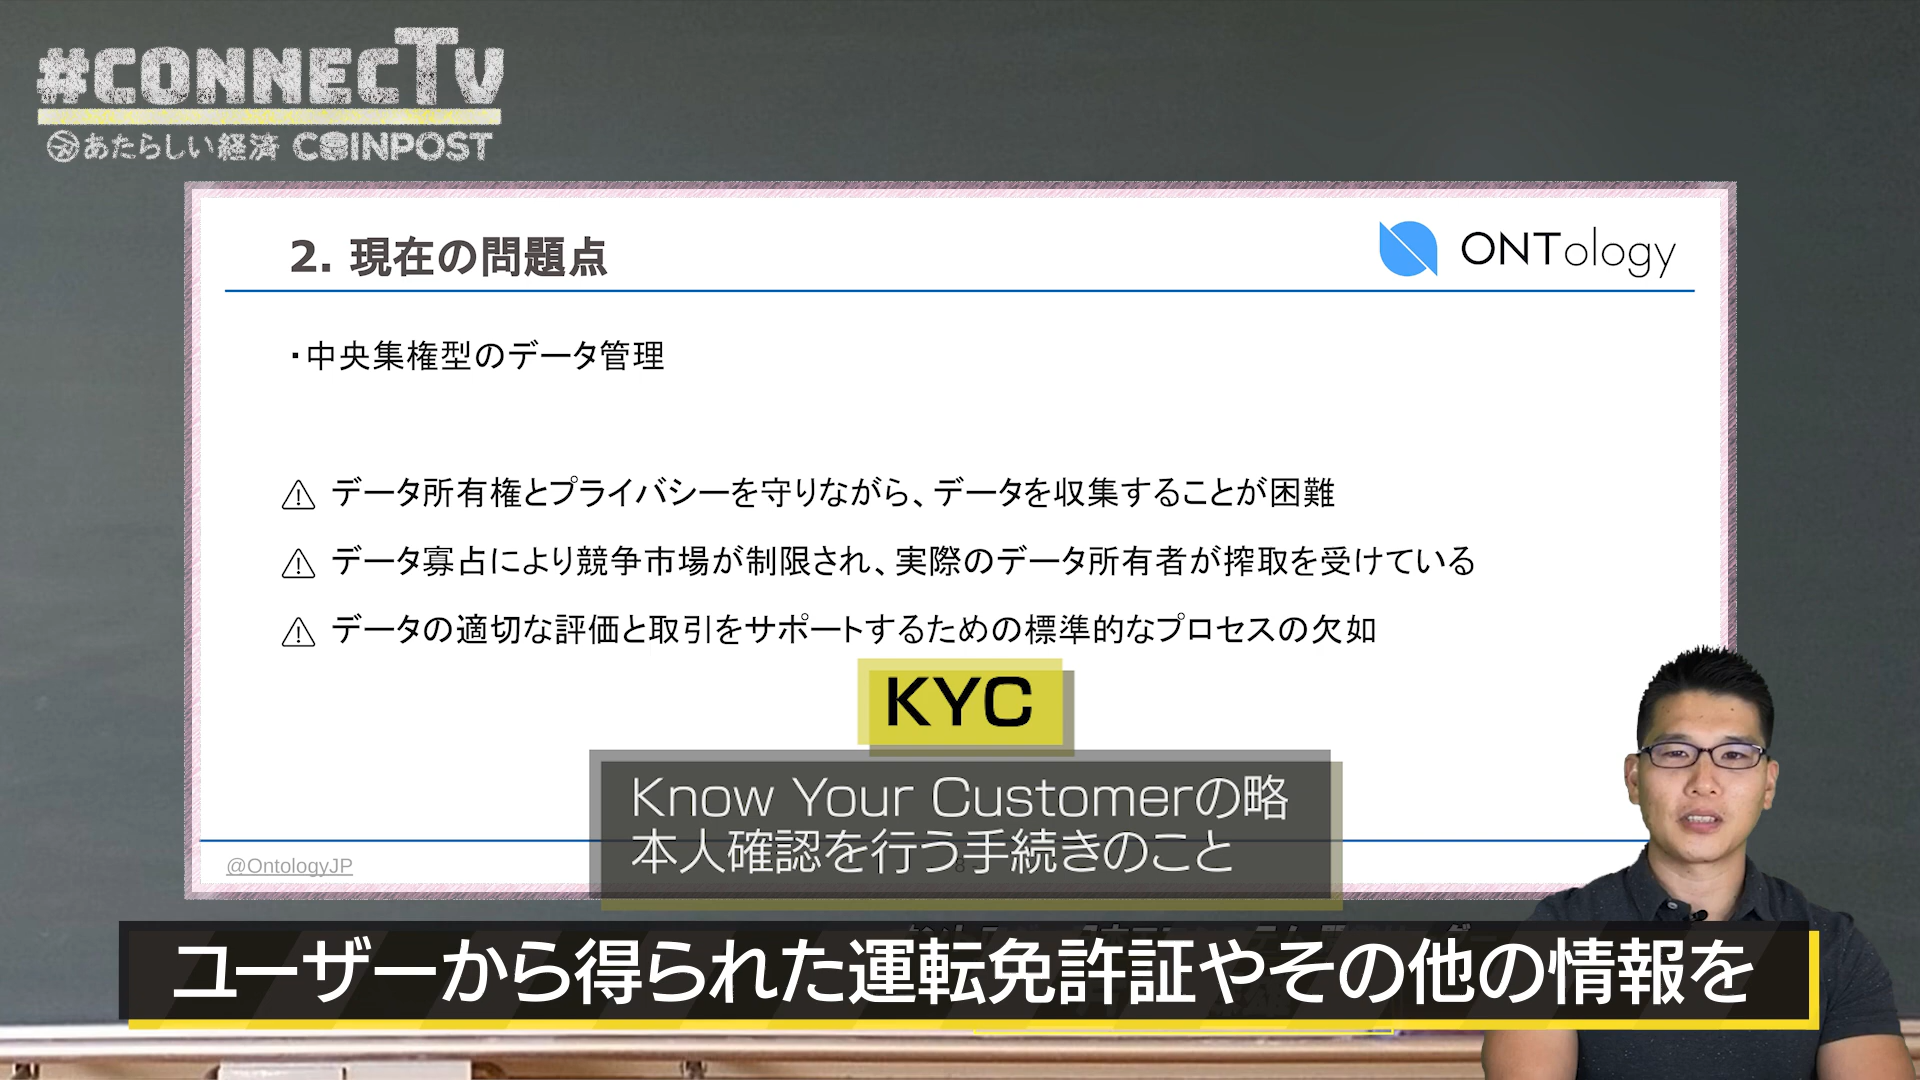 #CONNECTV
あたらしい経済 COINPOST
2. 現在の問題点
ONTology
・中央集権型のデータ管理
データ所有権とプライバシーを守りながら、データを収集することが困難
データ寡占により競争市場が制限され、実際のデータ所有者が搾取を受けている
データの適切な評価と取引をサポートするための標準的なプロセスの欠如
KYC
Know Your Customerの略
本人確認を行う手続きのこと
@OntologyJP
8
ユーザーから得られた運転免許証やその他の情報を